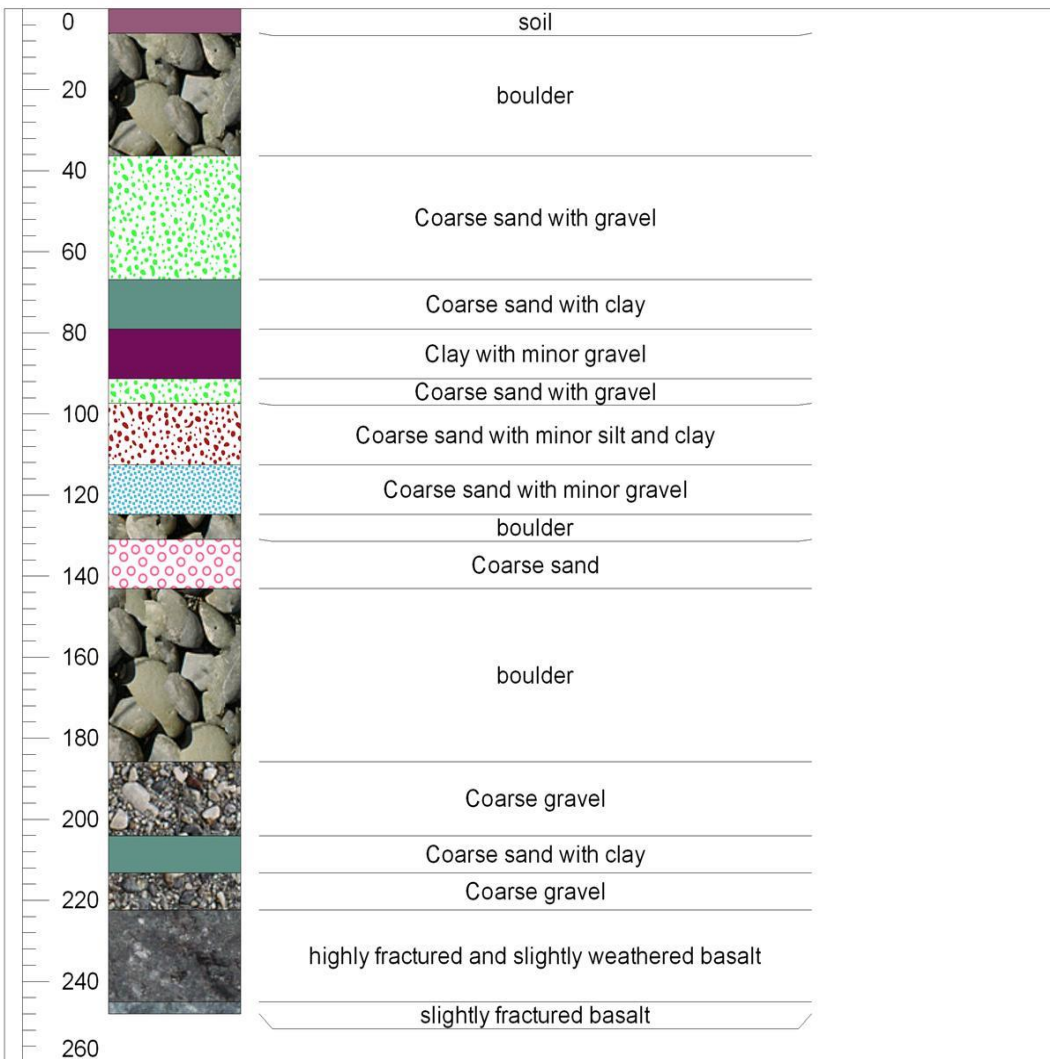 0
soil
boulder
20
40
Coarse sand with gravel
60
Coarse sand with clay
80
Clay with minor gravel
Coarse sand with gravel
100
Coarse sand with minor silt and clay
Coarse sand with minor gravel
120
boulder
Coarse sand
140
160
boulder
180
Coarse gravel
200
Coarse sand with clay
Coarse gravel
220
highly fractured and slightly weathered basalt
240
slightly fractured basalt
260